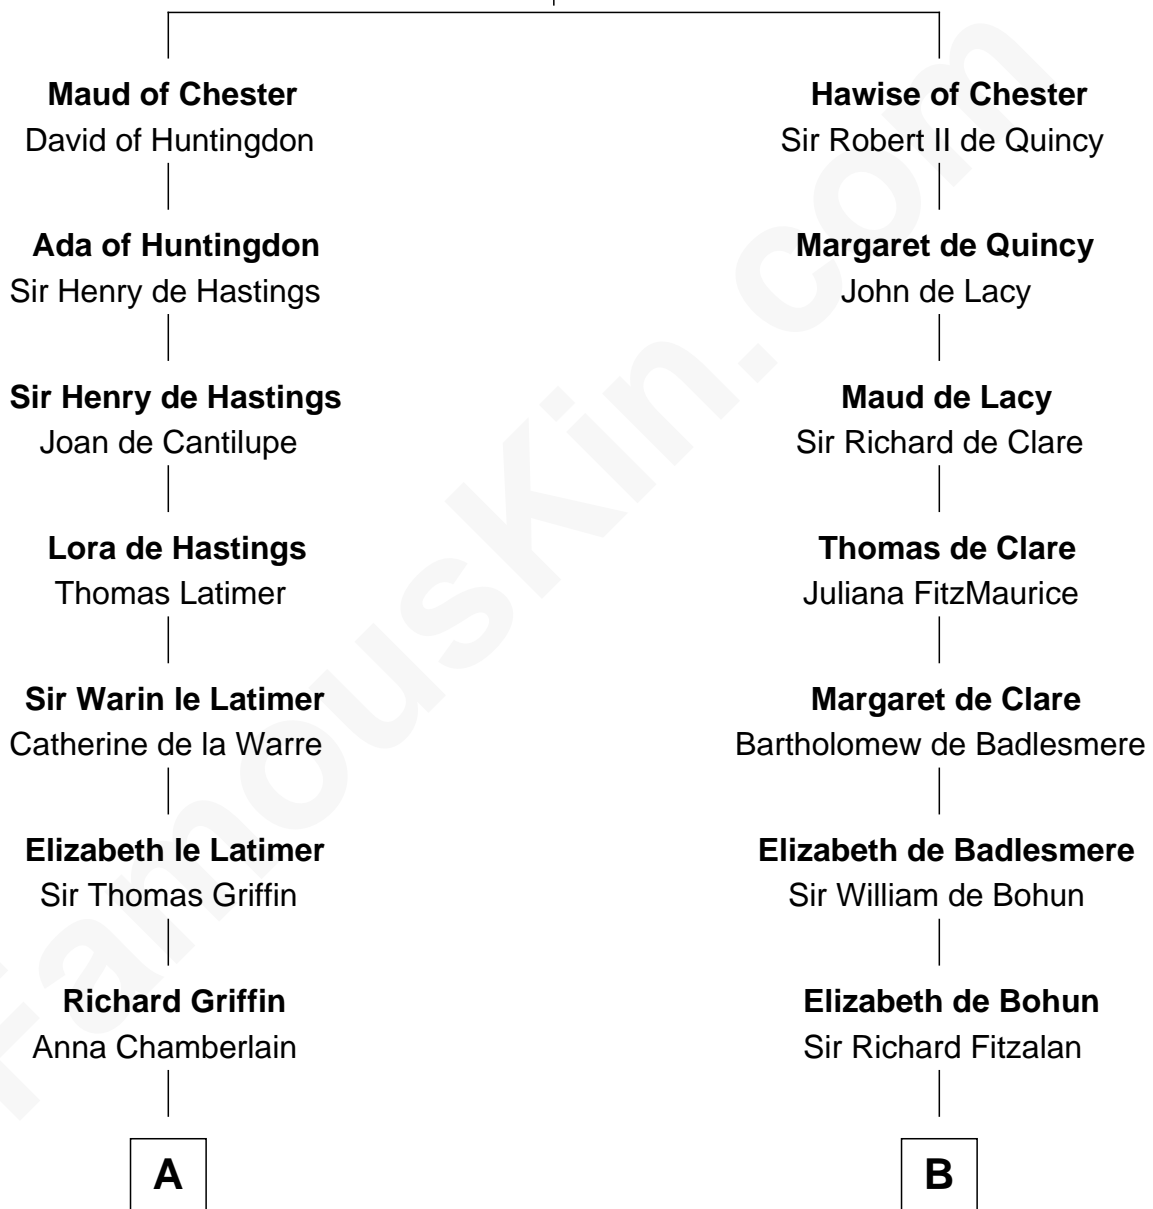 Maud of Chester
David of Huntingdon
Hawise of Chester
Sir Robert II de Quincy
Ada of Huntingdon
Sir Henry de Hastings
Margaret de Quincy
John de Lacy
Sir Henry de Hastings
Joan de Cantilupe
Maud de Lacy
Sir Richard de Clare
Lora de Hastings
Thomas Latimer
Thomas de Clare
Juliana FitzMaurice
Sir Warin le Latimer
Catherine de la Warre
Margaret de Clare
Bartholomew de Badlesmere
Elizabeth le Latimer
Sir Thomas Griffin
Elizabeth de Badlesmere
Sir William de Bohun
Richard Griffin
Anna Chamberlain
Elizabeth de Bohun
Sir Richard Fitzalan
A
B
FamousKin.com